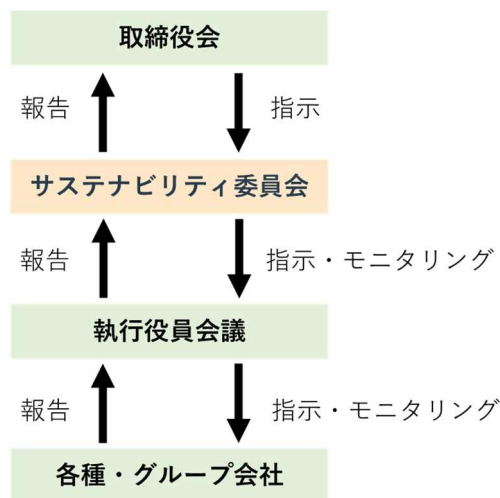 取締役会
報告
指示
サステナビリティ委員会
報告
指示・モニタリング
執行役員会議
報告
指示・モニタリング
各種・グループ会社